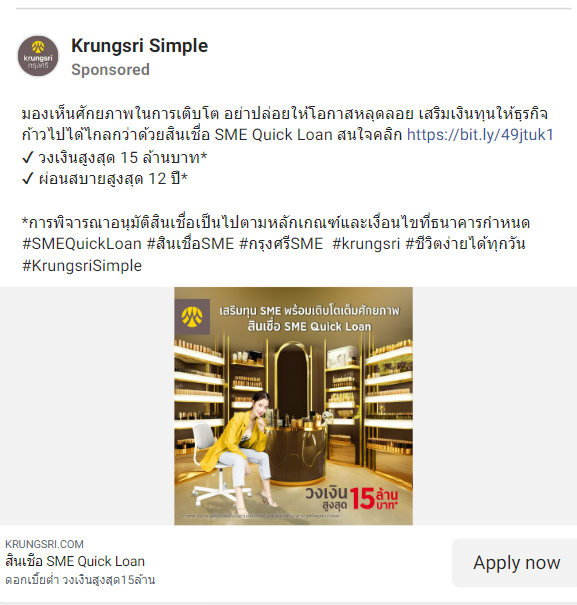 Krungsri Simple
Sponsored
มองเห็นศักยภาพในการเติบโต อย่าปล่อยให้โอกาสหลุดลอย เสริมเงินทุนให้ธุรกิจ
ก้าวไปได้ไกลกว่าด้วยสินเชื่อ SME Quick Loan สนใจคลิก https://bit.ly/49jtuk1
✓ วงเงินสูงสุด 15 ล้านบาท*
✓ ผ่อนสบายสูงสุด 12 ปี*
*การพิจารณาอนุมัติสินเชื่อเป็นไปตามหลักเกณฑ์และเงื่อนไขที่ธนาคารกำหนด
#SMEQuickLoan #สินเชื่อSME #กรุงศรีSME #krungsri #ชีวิตง่ายได้ทุกวัน
#KrungsriSimple
krungsri
กรุงศรี
เสริมทุน SME พร้อมเติบโตเต็มศักยภาพ
สินเชื่อ SME Quick Loan
วงเงิน
สูงสุด 15 ล้าน
บาท*
KRUNGSRI.COM
สินเชื่อ SME Quick Loan
ดอกเบี้ยต่ำ วงเงินสูงสุด15ล้าน
Apply now